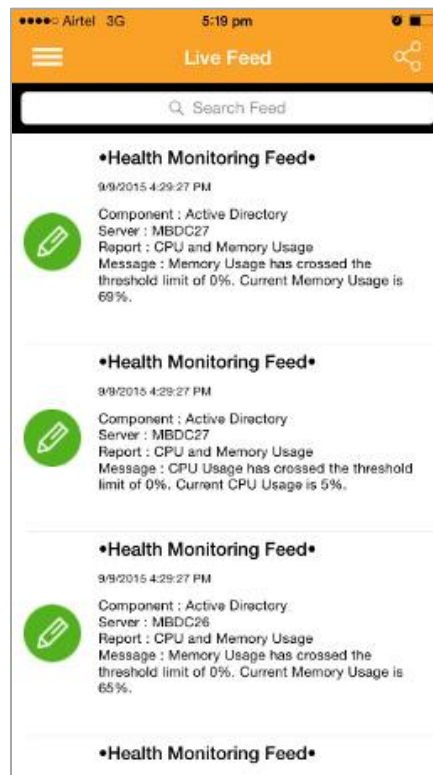 Airtel 3G 5:19 pm
Live Feed
Search Feed
•Health Monitoring Feed•
9/9/2015 4:29:27 PM
Component : Active Directory
Server : MBDC27
Report : CPU and Memory Usage
Message : Memory Usage has crossed the
threshold limit of 0%. Current Memory Usage is
69%.
•Health Monitoring Feed•
9/9/2015 4:29:27 PM
Component : Active Directory
Server : MBDC27
Report : CPU and Memory Usage
Message : CPU Usage has crossed the threshold
limit of 0%. Current CPU Usage is 5%.
•Health Monitoring Feed•
9/9/2015 4:29:27 PM
Component : Active Directory
Server : MBDC26
Report : CPU and Memory Usage
Message : Memory Usage has crossed the
threshold limit of 0%. Current Memory Usage is
65%.
•Health Monitoring Feed•